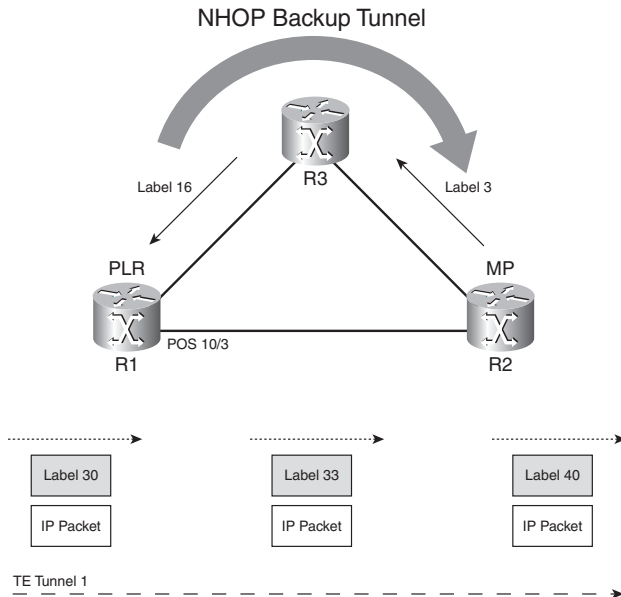 NHOP Backup Tunnel
R3
Label 16
Label 3
PLR
MP
POS 10/3
R1
R2
Label 30
Label 33
Label 40
IP Packet
IP Packet
IP Packet
TE Tunnel 1